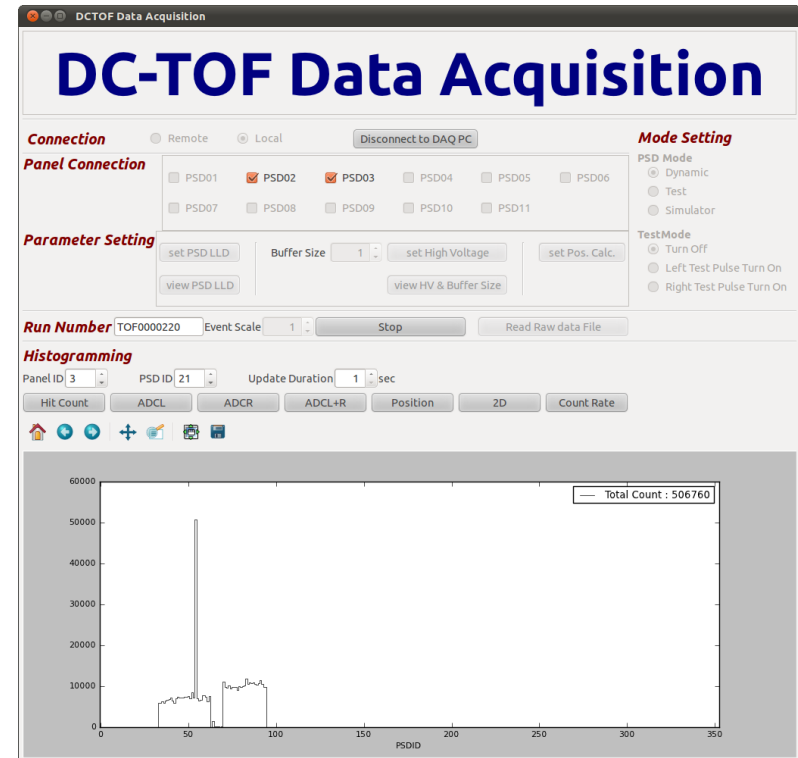 DCTOF Data Acquisition
DC-TOF Data Acquisition
Connection Remote Local Disconnect to DAQ PC Mode Setting
Panel Connection PSD01 PSD02 PSD03 PSD04 PSD05 PSD06
PSD Mode
Dynamic
Test
PSD07 PSD08 PSD09 PSD10 PSD11 Simulator
Parameter Setting TestMode
set PSD LLD Buffer Size 1 set High Voltage set Pos. Calc. Turn Off
Left Test Pulse Turn On
view PSD LLD view HV & Buffer Size Right Test Pulse Turn On
Run Number TOF0000220 Event Scale 1 Stop Read Raw data File
Histogramming
Panel ID 3 PSD ID 21 Update Duration 1 sec
Hit Count ADCL ADCR ADCL+R Position 2D Count Rate
Total Count : 506760
60000
50000
40000
30000
20000
10000
0
0 50 100 150 200 250 300 350
PSDID